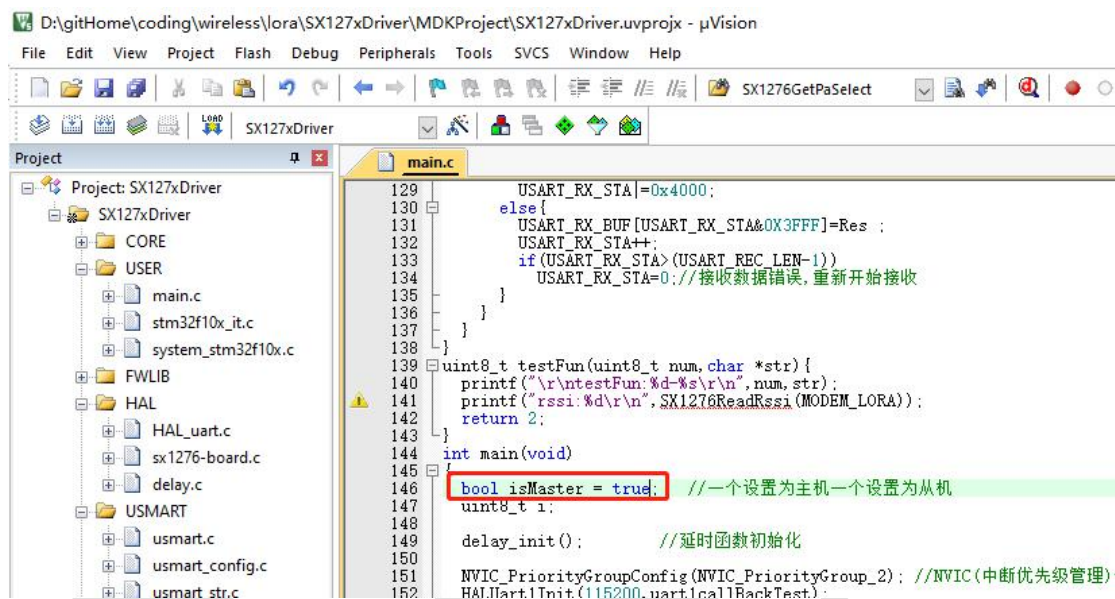 D:\gitHome\coding\wireless\lora\SX127xDriver\MDKProject\SX127xDriver.uvprojx - µVision
File Edit View Project Flash Debug Peripherals Tools SVCS Window Help
SX1276GetPaSelect
LOAD SX127xDriver
Project
Project: SX127xDriver
SX127xDriver
CORE
USER
main.c
stm32f10x_it.c
system_stm32f10x.c
FWLIB
HAL
HAL_uart.c
sx1276-board.c
delay.c
USMART
usmart.c
usmart_config.c
usmart_str.c
main.c
129 USART_RX_STA|=0x4000;
130 else{
131 USART_RX_BUF[USART_RX_STA&0X3FFF]=Res ;
132 USART_RX_STA++;
133 if(USART_RX_STA>(USART_REC_LEN-1))
134 USART_RX_STA=0;//接收数据错误,重新开始接收
135 }
136 }
137 }
138 }
139 uint8_t testFun(uint8_t num,char *str){
140 printf("\r\ntestFun:%d-%s\r\n",num,str);
141 printf("rssi:%d\r\n",SX1276ReadRssi(MODEM_LORA));
142 return 2;
143 }
144 int main(void)
145 {
146 bool isMaster = true; //一个设置为主机一个设置为从机
147 uint8_t i;
148
149 delay_init(); //延时函数初始化
150
151 NVIC_PriorityGroupConfig(NVIC_PriorityGroup_2); //NVIC(中断优先级管理)
152 HALUart1Init(115200,uart1callBackTest);